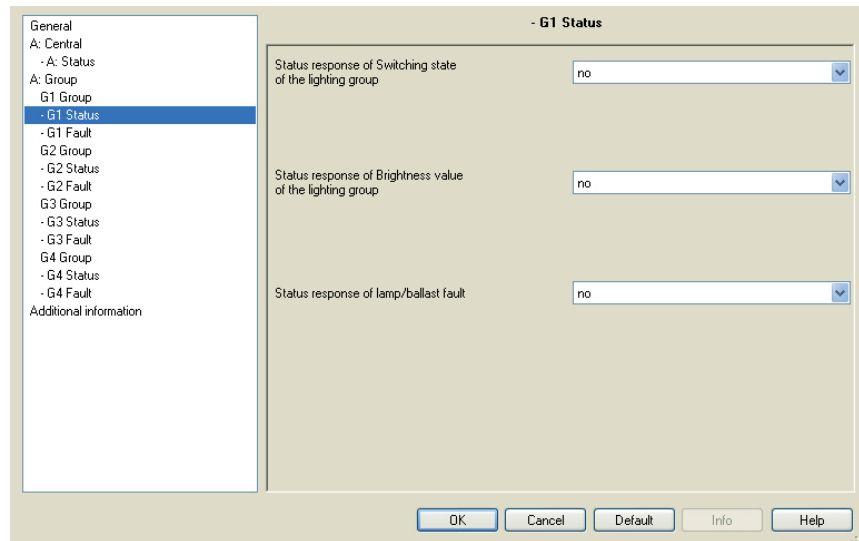 General
A: Central
- A: Status
A: Group
G1 Group
- G1 Status
- G1 Fault
G2 Group
- G2 Status
- G2 Fault
G3 Group
- G3 Status
- G3 Fault
G4 Group
- G4 Status
- G4 Fault
Additional information
- G1 Status
Status response of Switching state
of the lighting group
no
Status response of Brightness value
of the lighting group
no
Status response of lamp/ballast fault
no
OK Cancel Default Info Help